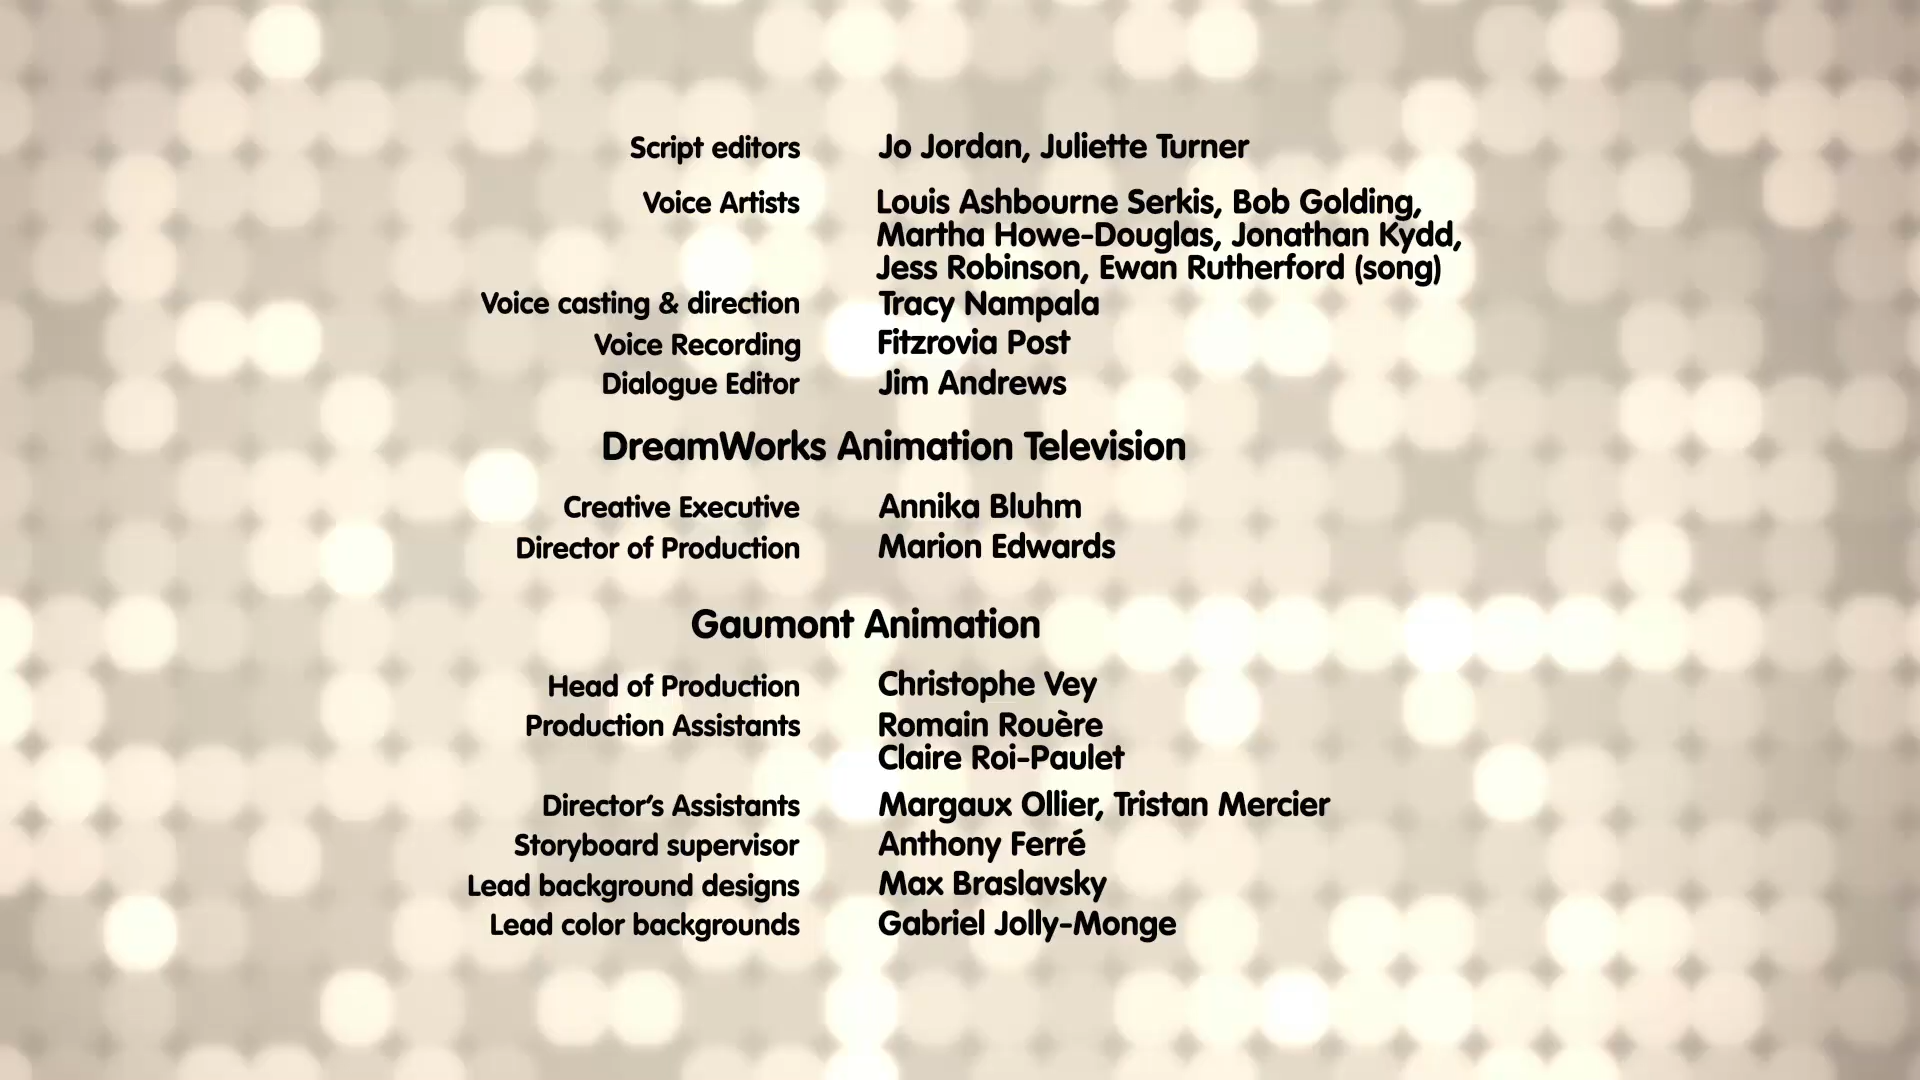 Script editors Jo Jordan, Juliette Turner
Voice Artists Louis Ashbourne Serkis, Bob Golding,
Martha Howe-Douglas, Jonathan Kydd,
Jess Robinson, Ewan Rutherford (song)
Voice casting & direction Tracy Nampala
Voice Recording Fitzrovia Post
Dialogue Editor Jim Andrews
DreamWorks Animation Television
Creative Executive Annika Bluhm
Director of Production Marion Edwards
Gaumont Animation
Head of Production Christophe Vey
Production Assistants Romain Rouère
Claire Roi-Paulet
Director's Assistants Margaux Ollier, Tristan Mercier
Storyboard supervisor Anthony Ferré
Lead background designs Max Braslavsky
Lead color backgrounds Gabriel Jolly-Monge